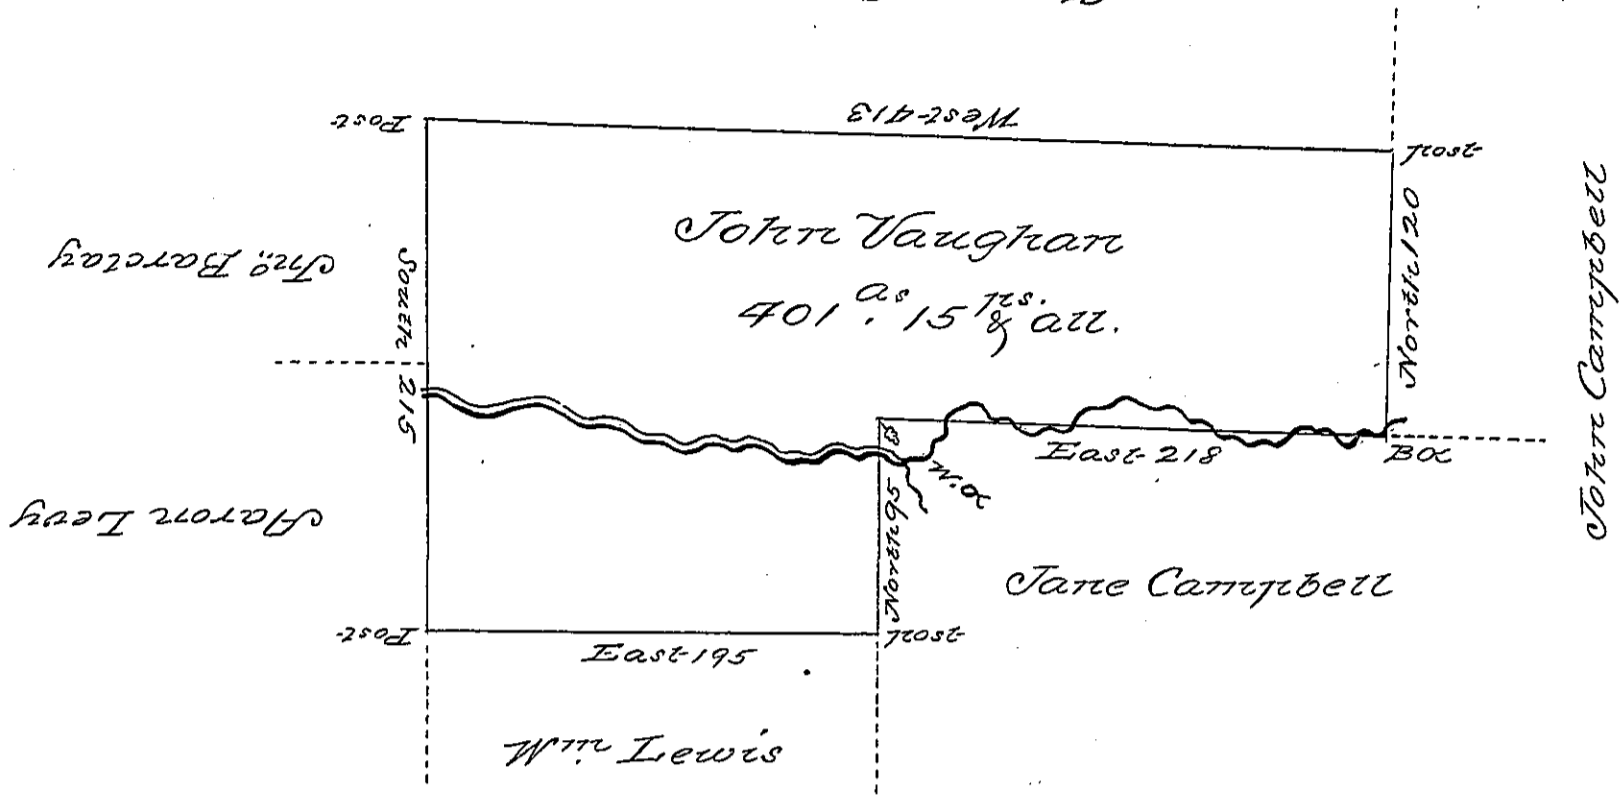 West 413
Post
Post
John Vaughan
401 as. 15 ps. & all.
North 120
John Campbell
Jno. Barclay
South 215
East 218
BO
W.O
North 95
Aaron Levy
Jane Campbell
Post
Post
East 195
Wm. Lewis